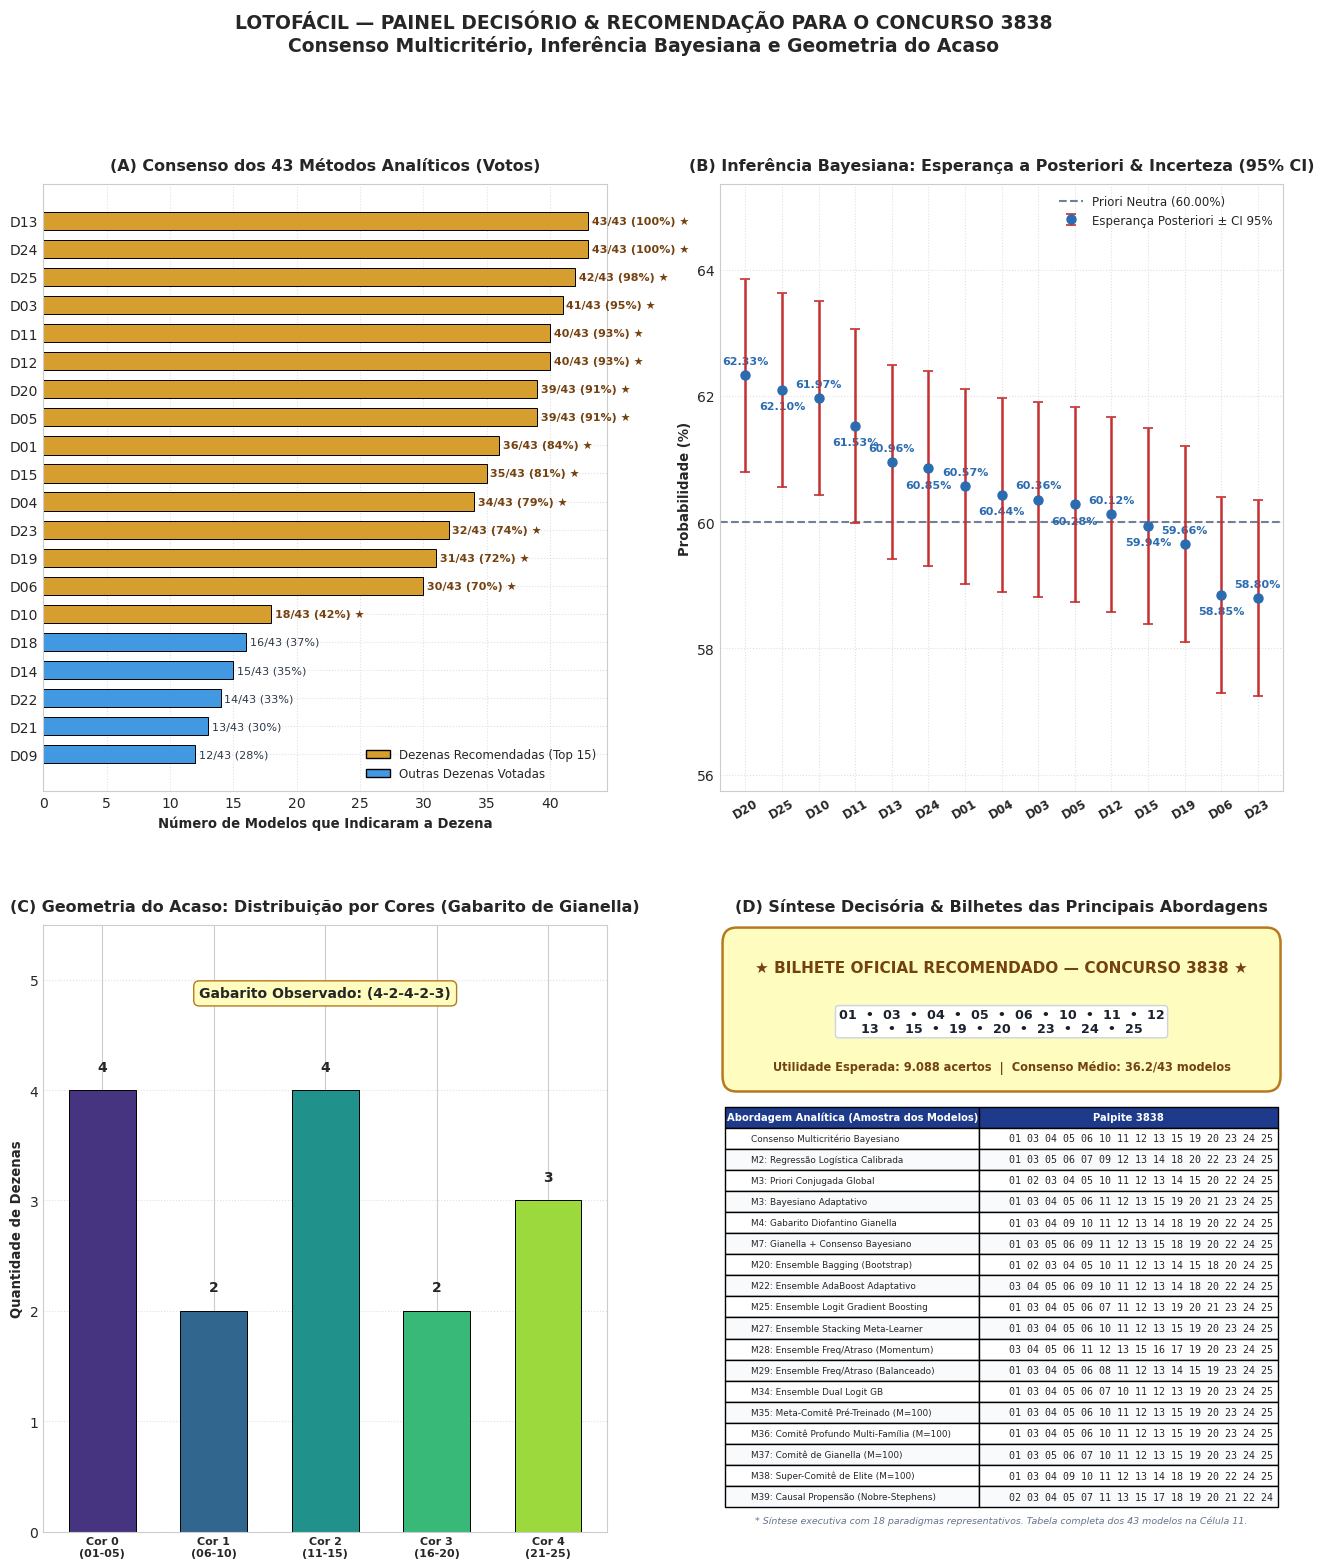 LOTOFÁCIL — PAINEL DECISÓRIO & RECOMENDAÇÃO PARA O CONCURSO 3838
Consenso Multicritério, Inferência Bayesiana e Geometria do Acaso
(A) Consenso dos 43 Métodos Analíticos (Votos)
D13 43/43 (100%) ★
D24 43/43 (100%) ★
D25 42/43 (98%) ★
D03 41/43 (95%) ★
D11 40/43 (93%) ★
D12 40/43 (93%) ★
D20 39/43 (91%) ★
D05 39/43 (91%) ★
D01 36/43 (84%) ★
D15 35/43 (81%) ★
D04 34/43 (79%) ★
D23 32/43 (74%) ★
D19 31/43 (72%) ★
D06 30/43 (70%) ★
D10 18/43 (42%) ★
D18 16/43 (37%)
D14 15/43 (35%)
D22 14/43 (33%)
D21 13/43 (30%)
D09 12/43 (28%)
Dezenas Recomendadas (Top 15)
Outras Dezenas Votadas
0 5 10 15 20 25 30 35 40
Número de Modelos que Indicaram a Dezena
(B) Inferência Bayesiana: Esperança a Posteriori & Incerteza (95% CI)
Priori Neutra (60.00%)
Esperança Posteriori ± CI 95%
Probabilidade (%)
64
62
60
58
56
62.33%
62.10%
61.97%
61.53%
60.96%
60.85%
60.57%
60.44%
60.36%
60.28%
60.12%
59.94%
59.66%
58.85%
58.80%
D20 D25 D10 D11 D13 D24 D01 D04 D03 D05 D12 D15 D19 D06 D23
(C) Geometria do Acaso: Distribuição por Cores (Gabarito de Gianella)
Gabarito Observado: (4-2-4-2-3)
Quantidade de Dezenas
5
4
3
2
1
0
4
2
4
2
3
Cor 0 Cor 1 Cor 2 Cor 3 Cor 4
(01-05) (06-10) (11-15) (16-20) (21-25)
(D) Síntese Decisória & Bilhetes das Principais Abordagens
★ BILHETE OFICIAL RECOMENDADO — CONCURSO 3838 ★
01 • 03 • 04 • 05 • 06 • 10 • 11 • 12
13 • 15 • 19 • 20 • 23 • 24 • 25
Utilidade Esperada: 9.088 acertos | Consenso Médio: 36.2/43 modelos
Abordagem Analítica (Amostra dos Modelos) Palpite 3838
Consenso Multicritério Bayesiano 01 03 04 05 06 10 11 12 13 15 19 20 23 24 25
M2: Regressão Logística Calibrada 01 03 05 06 07 09 12 13 14 18 20 22 23 24 25
M3: Priori Conjugada Global 01 02 03 04 05 10 11 12 13 14 15 20 22 24 25
M3: Bayesiano Adaptativo 01 03 04 05 06 11 12 13 15 19 20 21 23 24 25
M4: Gabarito Diofantino Gianella 01 03 04 09 10 11 12 13 14 18 19 20 22 24 25
M7: Gianella + Consenso Bayesiano 01 03 05 06 09 11 12 13 15 18 19 20 22 24 25
M20: Ensemble Bagging (Bootstrap) 01 02 03 04 05 10 11 12 13 14 15 18 20 24 25
M22: Ensemble AdaBoost Adaptativo 03 04 05 06 09 10 11 12 13 14 18 20 22 24 25
M25: Ensemble Logit Gradient Boosting 01 03 04 05 06 07 11 12 13 19 20 21 23 24 25
M27: Ensemble Stacking Meta-Learner 01 03 04 05 06 10 11 12 13 15 19 20 23 24 25
M28: Ensemble Freq/Atraso (Momentum) 03 04 05 06 11 12 13 15 16 17 19 20 23 24 25
M29: Ensemble Freq/Atraso (Balanceado) 01 03 04 05 06 08 11 12 13 14 15 19 23 24 25
M34: Ensemble Dual Logit GB 01 03 04 05 06 07 10 11 12 13 19 20 23 24 25
M35: Meta-Comitê Pré-Treinado (M=100) 01 03 04 05 06 10 11 12 13 15 19 20 23 24 25
M36: Comitê Profundo Multi-Família (M=100) 01 03 04 05 06 10 11 12 13 15 19 20 23 24 25
M37: Comitê de Gianella (M=100) 01 03 05 06 07 10 11 12 13 15 19 20 23 24 25
M38: Super-Comitê de Elite (M=100) 01 03 04 09 10 11 12 13 14 18 19 20 22 24 25
M39: Causal Propensão (Nobre-Stephens) 02 03 04 05 07 11 13 15 17 18 19 20 21 22 24
* Síntese executiva com 18 paradigmas representativos. Tabela completa dos 43 modelos na Célula 11.